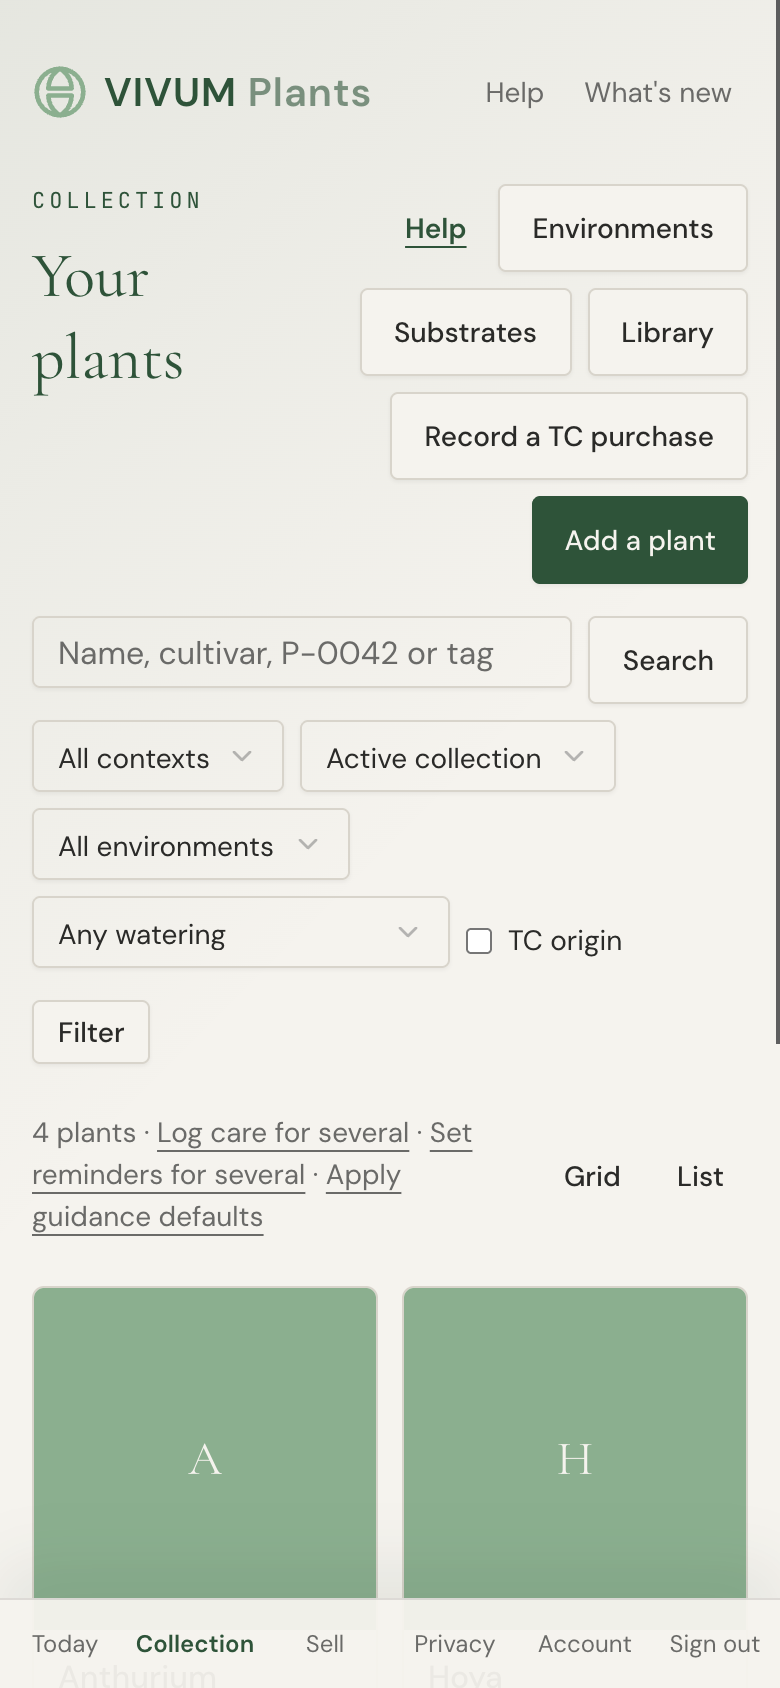 VIVUM Plants
Help
What's new
COLLECTION
Your
plants
Help
Environments
Substrates
Library
Record a TC purchase
Add a plant
Name, cultivar, P-0042 or tag
Search
All contexts
Active collection
All environments
Any watering
TC origin
Filter
4 plants · Log care for several · Set
reminders for several · Apply
guidance defaults
Grid
List
A
H
Today
Collection
Sell
Privacy
Account
Sign out
Anthurium
Hoya